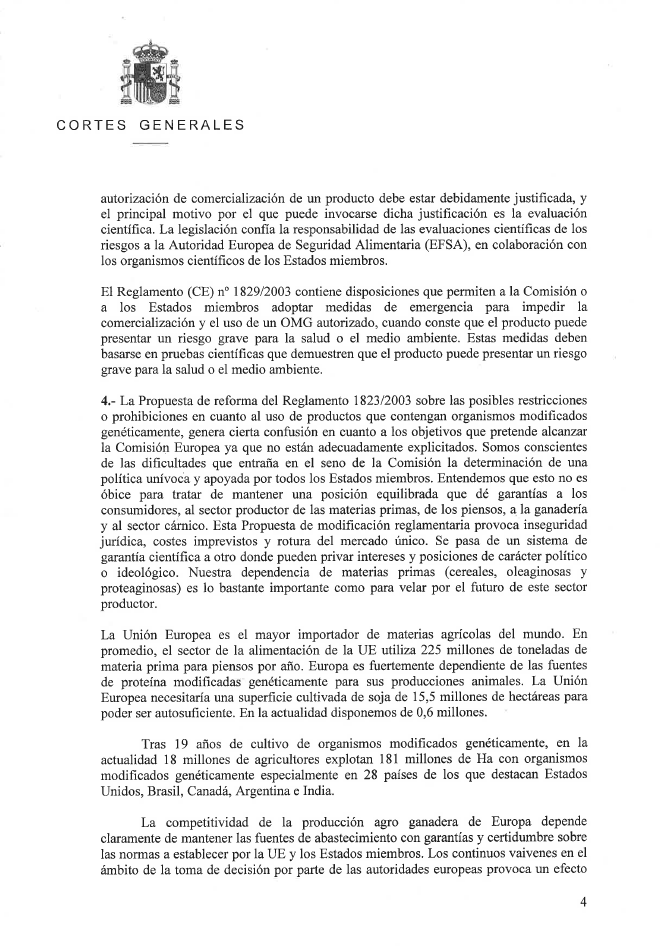 CORTES GENERALES
autorización de comercialización de un producto debe estar debidamente justificada, y
el principal motivo por el que puede invocarse dicha justificación es la evaluación
científica. La legislación confía la responsabilidad de las evaluaciones científicas de los
riesgos a la Autoridad Europea de Seguridad Alimentaria (EFSA), en colaboración con
los organismos científicos de los Estados miembros.
El Reglamento (CE) nº 1829/2003 contiene disposiciones que permiten a la Comisión o
a los Estados miembros adoptar medidas de emergencia para impedir la
comercialización y el uso de un OMG autorizado, cuando conste que el producto puede
presentar un riesgo grave para la salud o el medio ambiente. Estas medidas deben
basarse en pruebas científicas que demuestren que el producto puede presentar un riesgo
grave para la salud o el medio ambiente.
4.- La Propuesta de reforma del Reglamento 1823/2003 sobre las posibles restricciones
o prohibiciones en cuanto al uso de productos que contengan organismos modificados
genéticamente, genera cierta confusión en cuanto a los objetivos que pretende alcanzar
la Comisión Europea ya que no están adecuadamente explicitados. Somos conscientes
de las dificultades que entraña en el seno de la Comisión la determinación de una
política unívoca y apoyada por todos los Estados miembros. Entendemos que esto no es
óbice para tratar de mantener una posición equilibrada que dé garantías a los
consumidores, al sector productor de las materias primas, de los piensos, a la ganadería
y al sector cárnico. Esta Propuesta de modificación reglamentaria provoca inseguridad
jurídica, costes imprevistos y rotura del mercado único. Se pasa de un sistema de
garantía científica a otro donde pueden privar intereses y posiciones de carácter político
o ideológico. Nuestra dependencia de materias primas (cereales, oleaginosas y
proteaginosas) es lo bastante importante como para velar por el futuro de este sector
productor.
La Unión Europea es el mayor importador de materias agrícolas del mundo. En
promedio, el sector de la alimentación de la UE utiliza 225 millones de toneladas de
materia prima para piensos por año. Europa es fuertemente dependiente de las fuentes
de proteína modificadas genéticamente para sus producciones animales. La Unión
Europea necesitaría una superficie cultivada de soja de 15,5 millones de hectáreas para
poder ser autosuficiente. En la actualidad disponemos de 0,6 millones.
Tras 19 años de cultivo de organismos modificados genéticamente, en la
actualidad 18 millones de agricultores explotan 181 millones de Ha con organismos
modificados genéticamente especialmente en 28 países de los que destacan Estados
Unidos, Brasil, Canadá, Argentina e India.
La competitividad de la producción agro ganadera de Europa depende
claramente de mantener las fuentes de abastecimiento con garantías y certidumbre sobre
las normas a establecer por la UE y los Estados miembros. Los continuos vaivenes en el
ámbito de la toma de decisión por parte de las autoridades europeas provoca un efecto
4